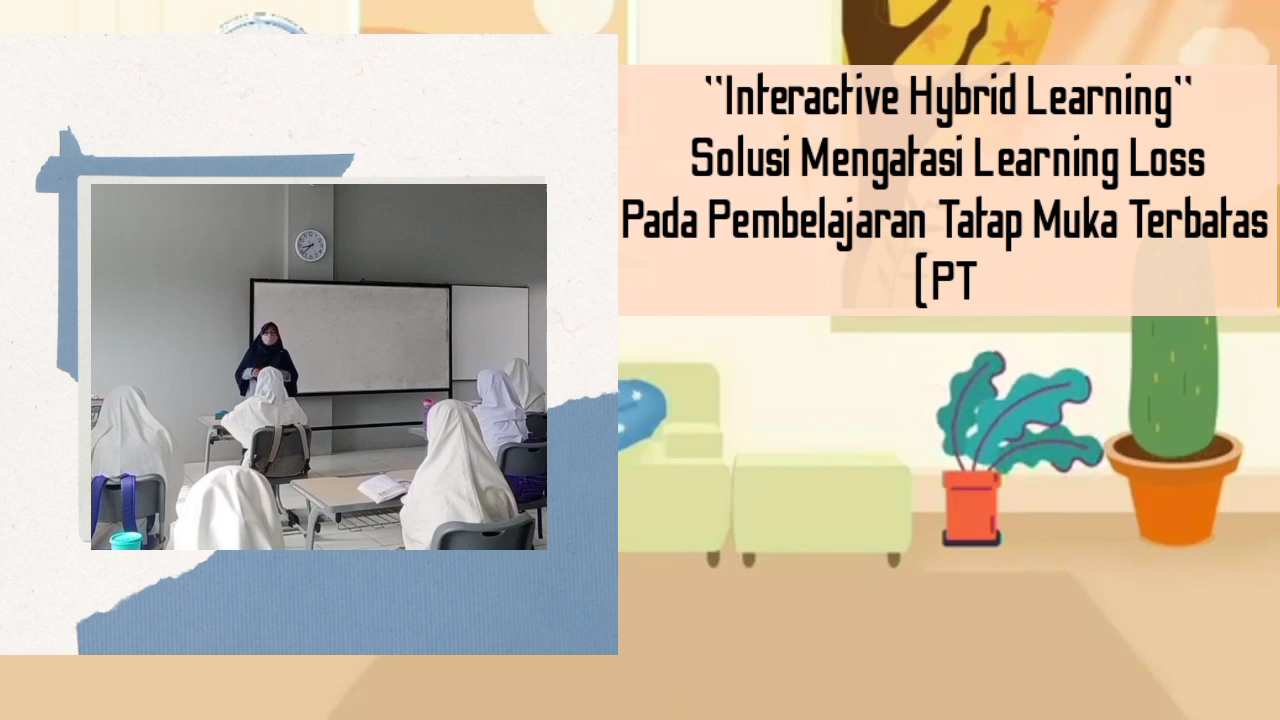 "Interactive Hybrid Learning"
Solusi Mengatasi Learning Loss
Pada Pembelajaran Tatap Muka Terbatas
(PT